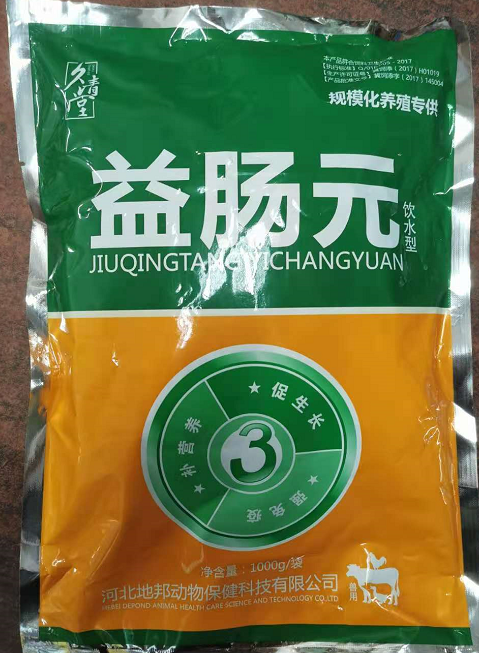 久晴堂
规模化养殖专供
益肠元
饮水型
JIUQINGTANG YICHANGYUAN
促生长
补营养
3
强免疫
净含量：1000g/袋
河北地邦动物保健科技有限公司
HEBEI DEPOND ANIMAL HEALTH CARE SCIENCE AND TECHNOLOGY CO.,LTD
兽用